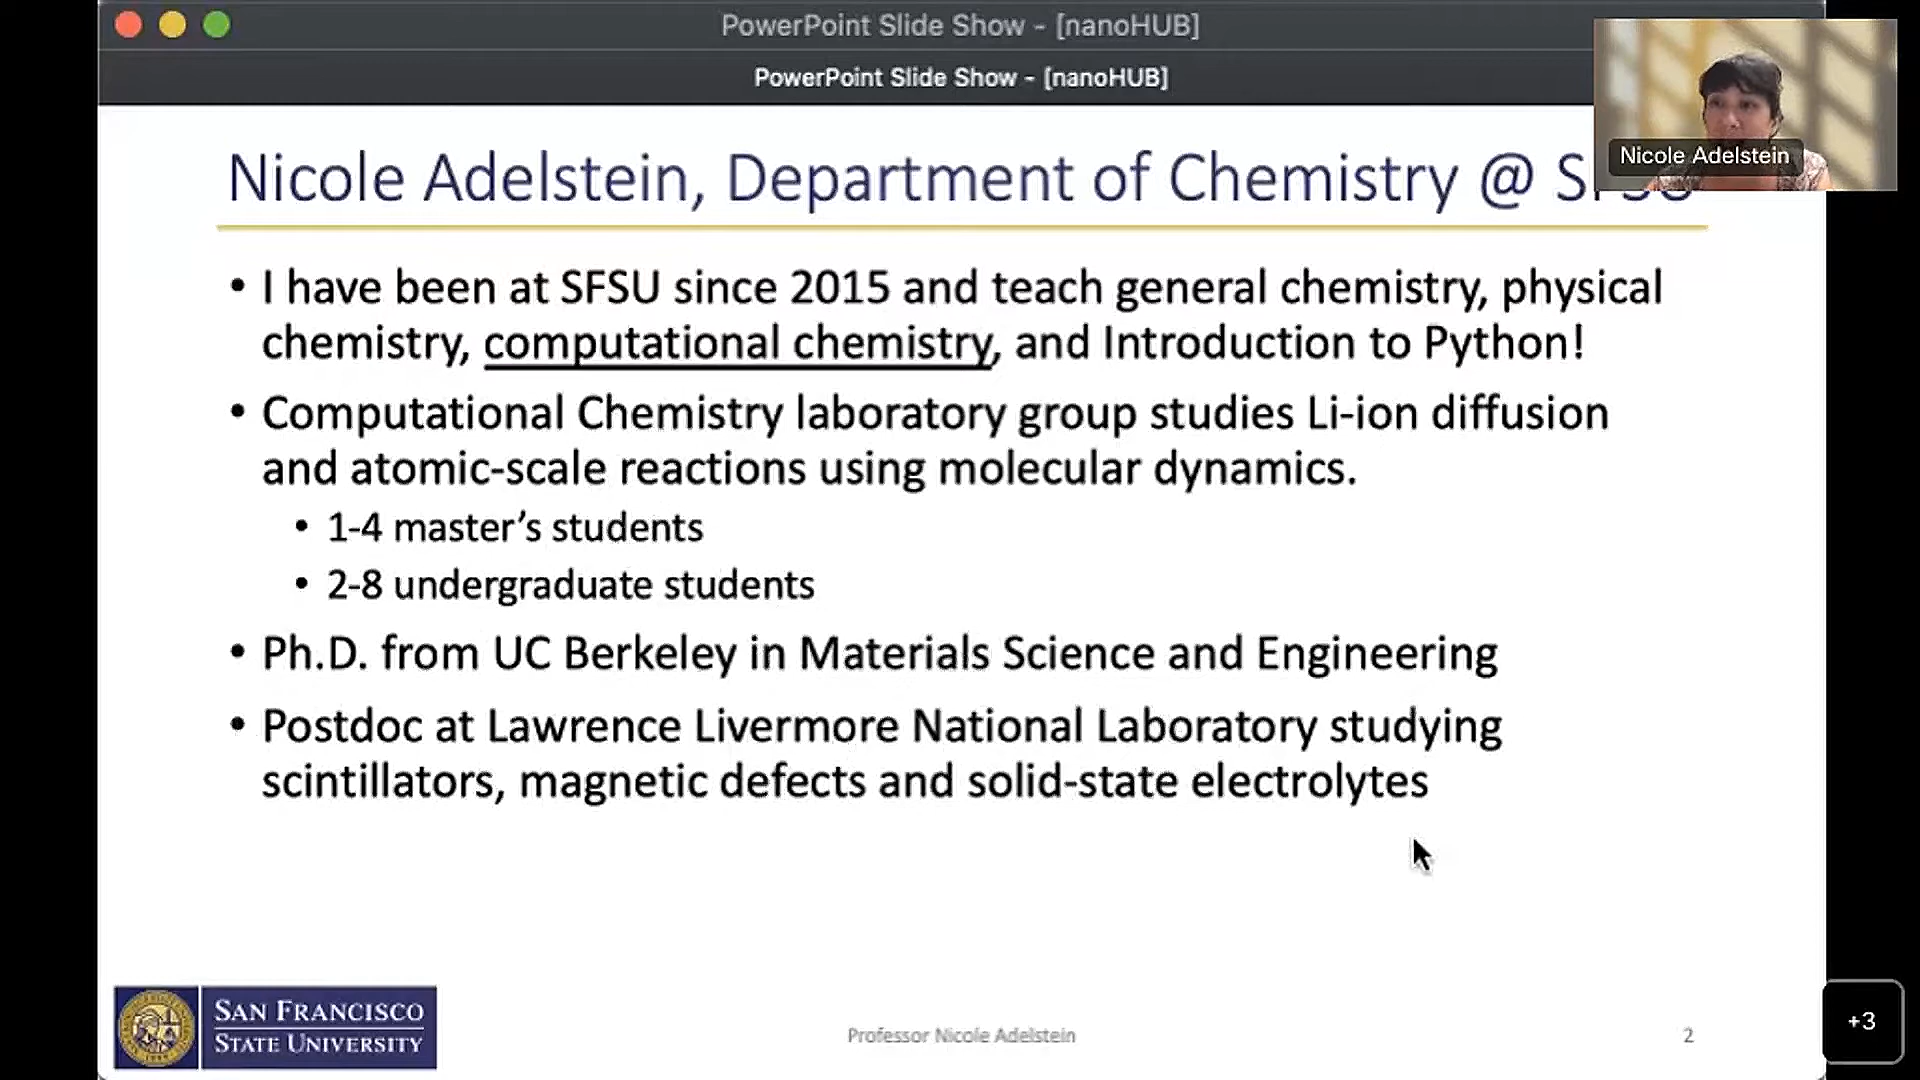 PowerPoint Slide Show - [nanoHUB]
PowerPoint Slide Show - [nanoHUB]
Nicole Adelstein
Nicole Adelstein, Department of Chemistry @ SFSU
• I have been at SFSU since 2015 and teach general chemistry, physical
chemistry, computational chemistry, and Introduction to Python!
• Computational Chemistry laboratory group studies Li-ion diffusion
and atomic-scale reactions using molecular dynamics.
• 1-4 master's students
• 2-8 undergraduate students
• Ph.D. from UC Berkeley in Materials Science and Engineering
• Postdoc at Lawrence Livermore National Laboratory studying
scintillators, magnetic defects and solid-state electrolytes
SAN FRANCISCO
STATE UNIVERSITY
Professor Nicole Adelstein
2
+3